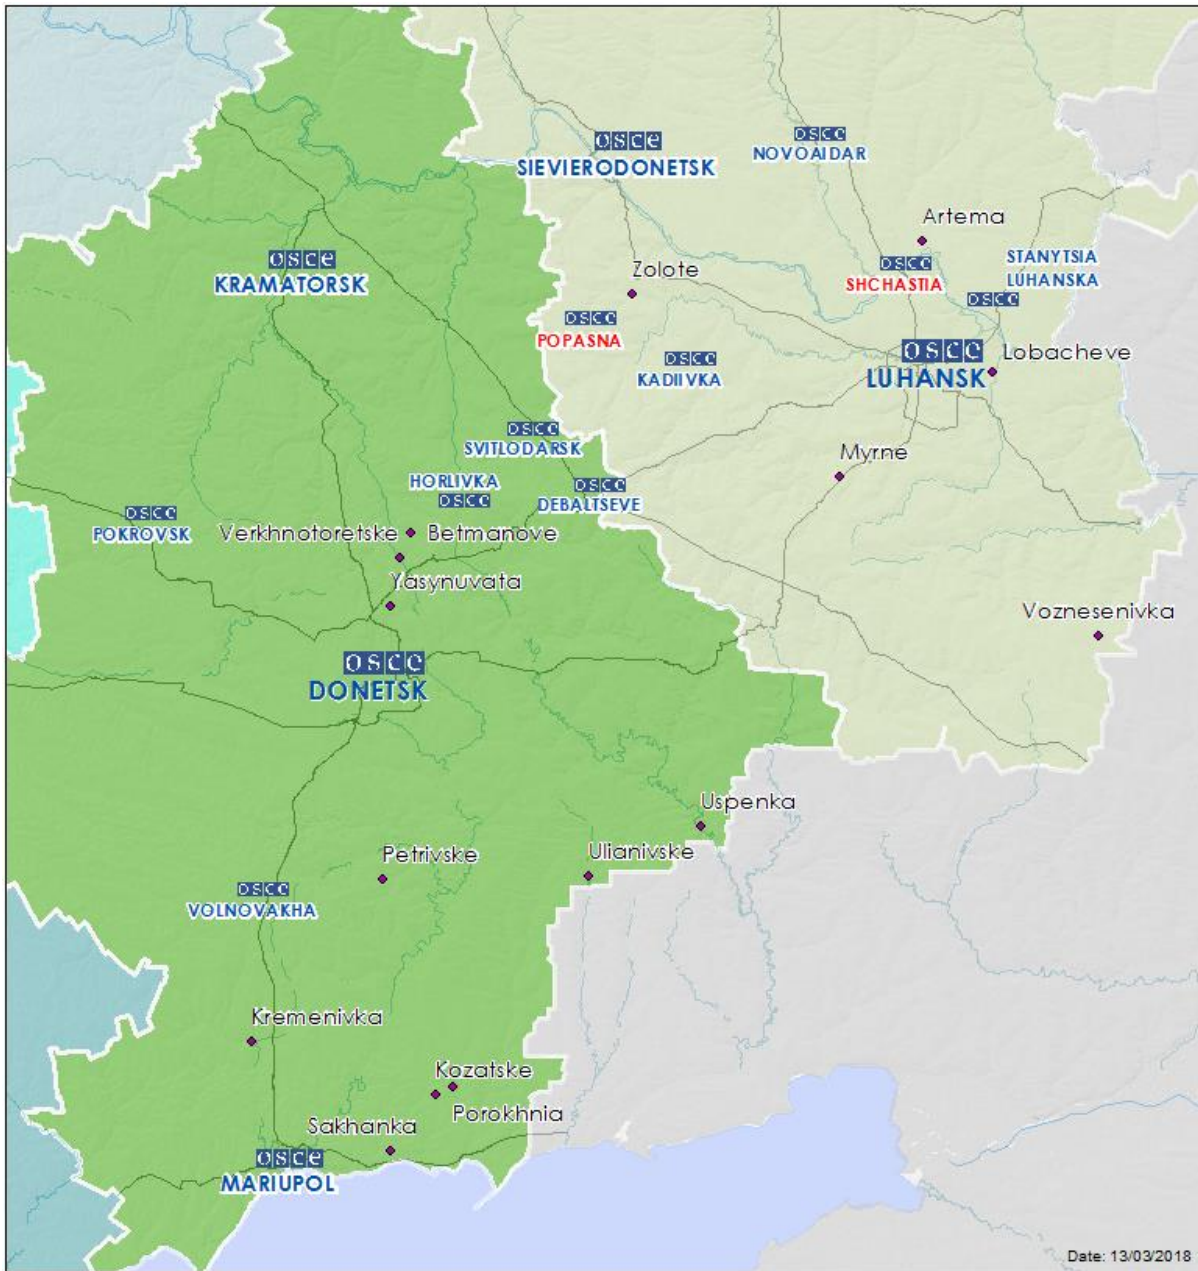 osce
SIEVIERODONETSK
osce
NOVOAIDAR
Artema
osce
KRAMATORSK
STANYTSIA
LUHANSKA
osce
osce
SHCHASTIA
Zolote
osce
POPASNA
osce
LUHANSK
Lobacheve
osce
KADIIVKA
osce
SVITLODARSK
Myrne
HORLIVKA
osce
osce
DEBALTSEVE
osce
POKROVSK
Verkhnotoretske
Betmanove
Yasynuvata
Voznesenivka
osce
DONETSK
Uspenka
Petrivske
Ulianivske
osce
VOLNOVAKHA
Kremenivka
Kozatske
Porokhnia
Sakhanka
osce
MARIUPOL
Date: 13/03/2018